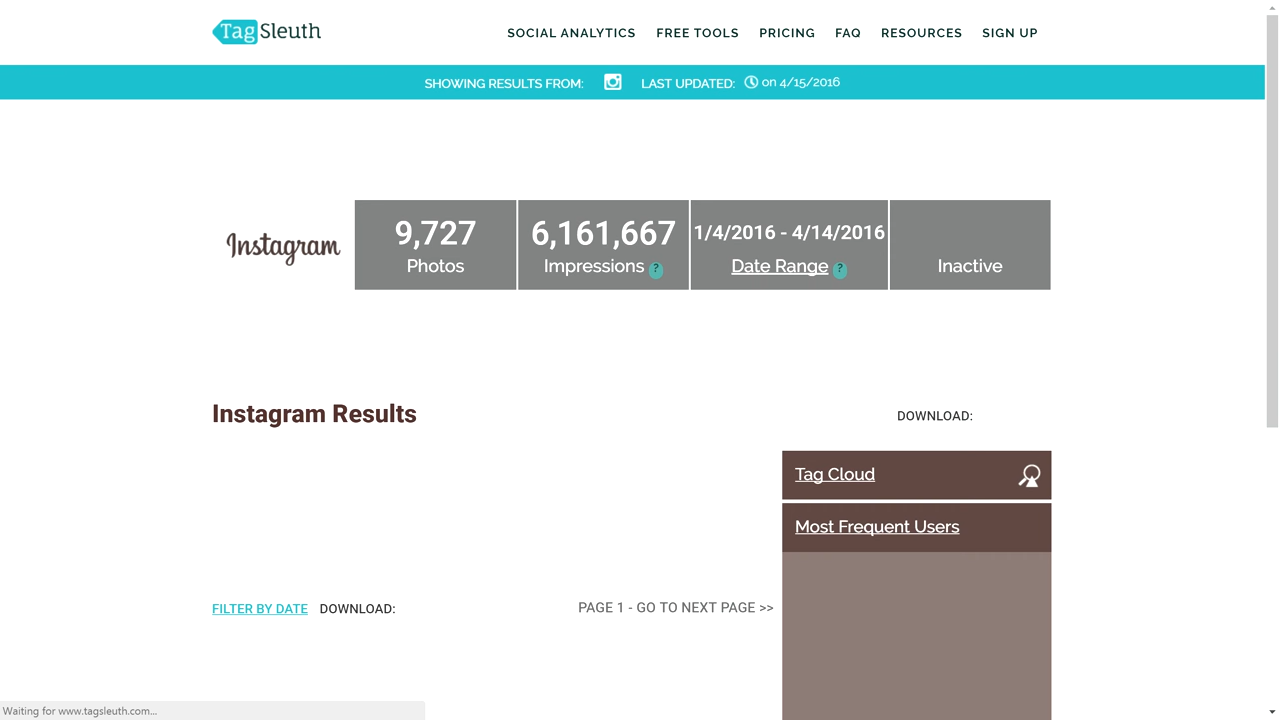 Tag Sleuth
SOCIAL ANALYTICS FREE TOOLS PRICING FAQ RESOURCES SIGN UP
SHOWING RESULTS FROM: LAST UPDATED: on 4/15/2016
Instagram
9,727
Photos
6,161,667
Impressions ?
1/4/2016 - 4/14/2016
Date Range ?
Inactive
Instagram Results
DOWNLOAD:
Tag Cloud
Most Frequent Users
FILTER BY DATE DOWNLOAD:
PAGE 1 - GO TO NEXT PAGE >>
Waiting for www.tagsleuth.com...